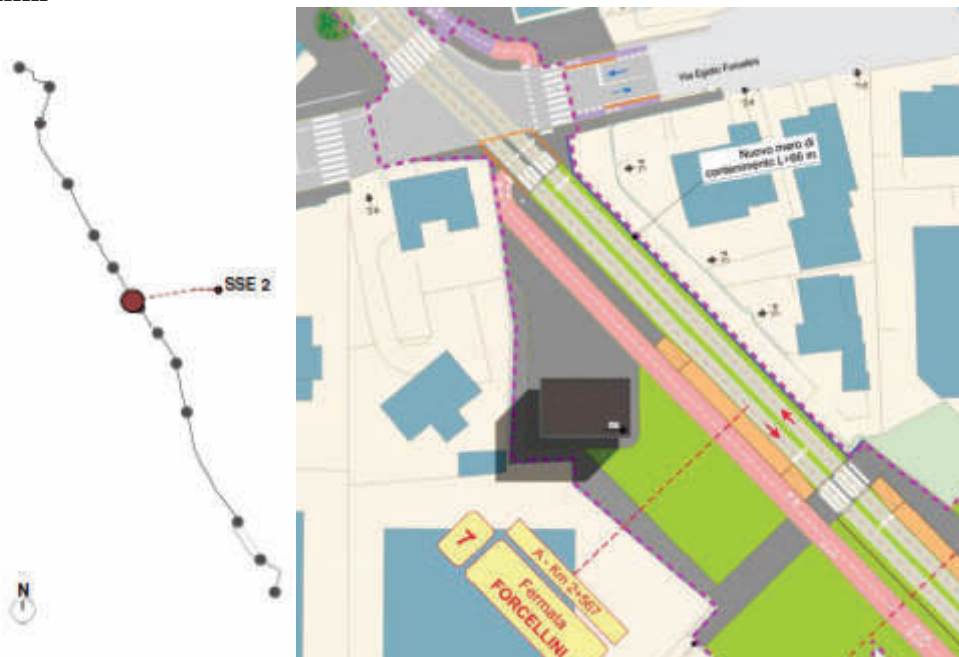 SSE 2
N
Via Egidio Forcellini
Nuovo muro di
contenimento L=66 m
7
A - Km 2+567
Fermata
FORCELLINI